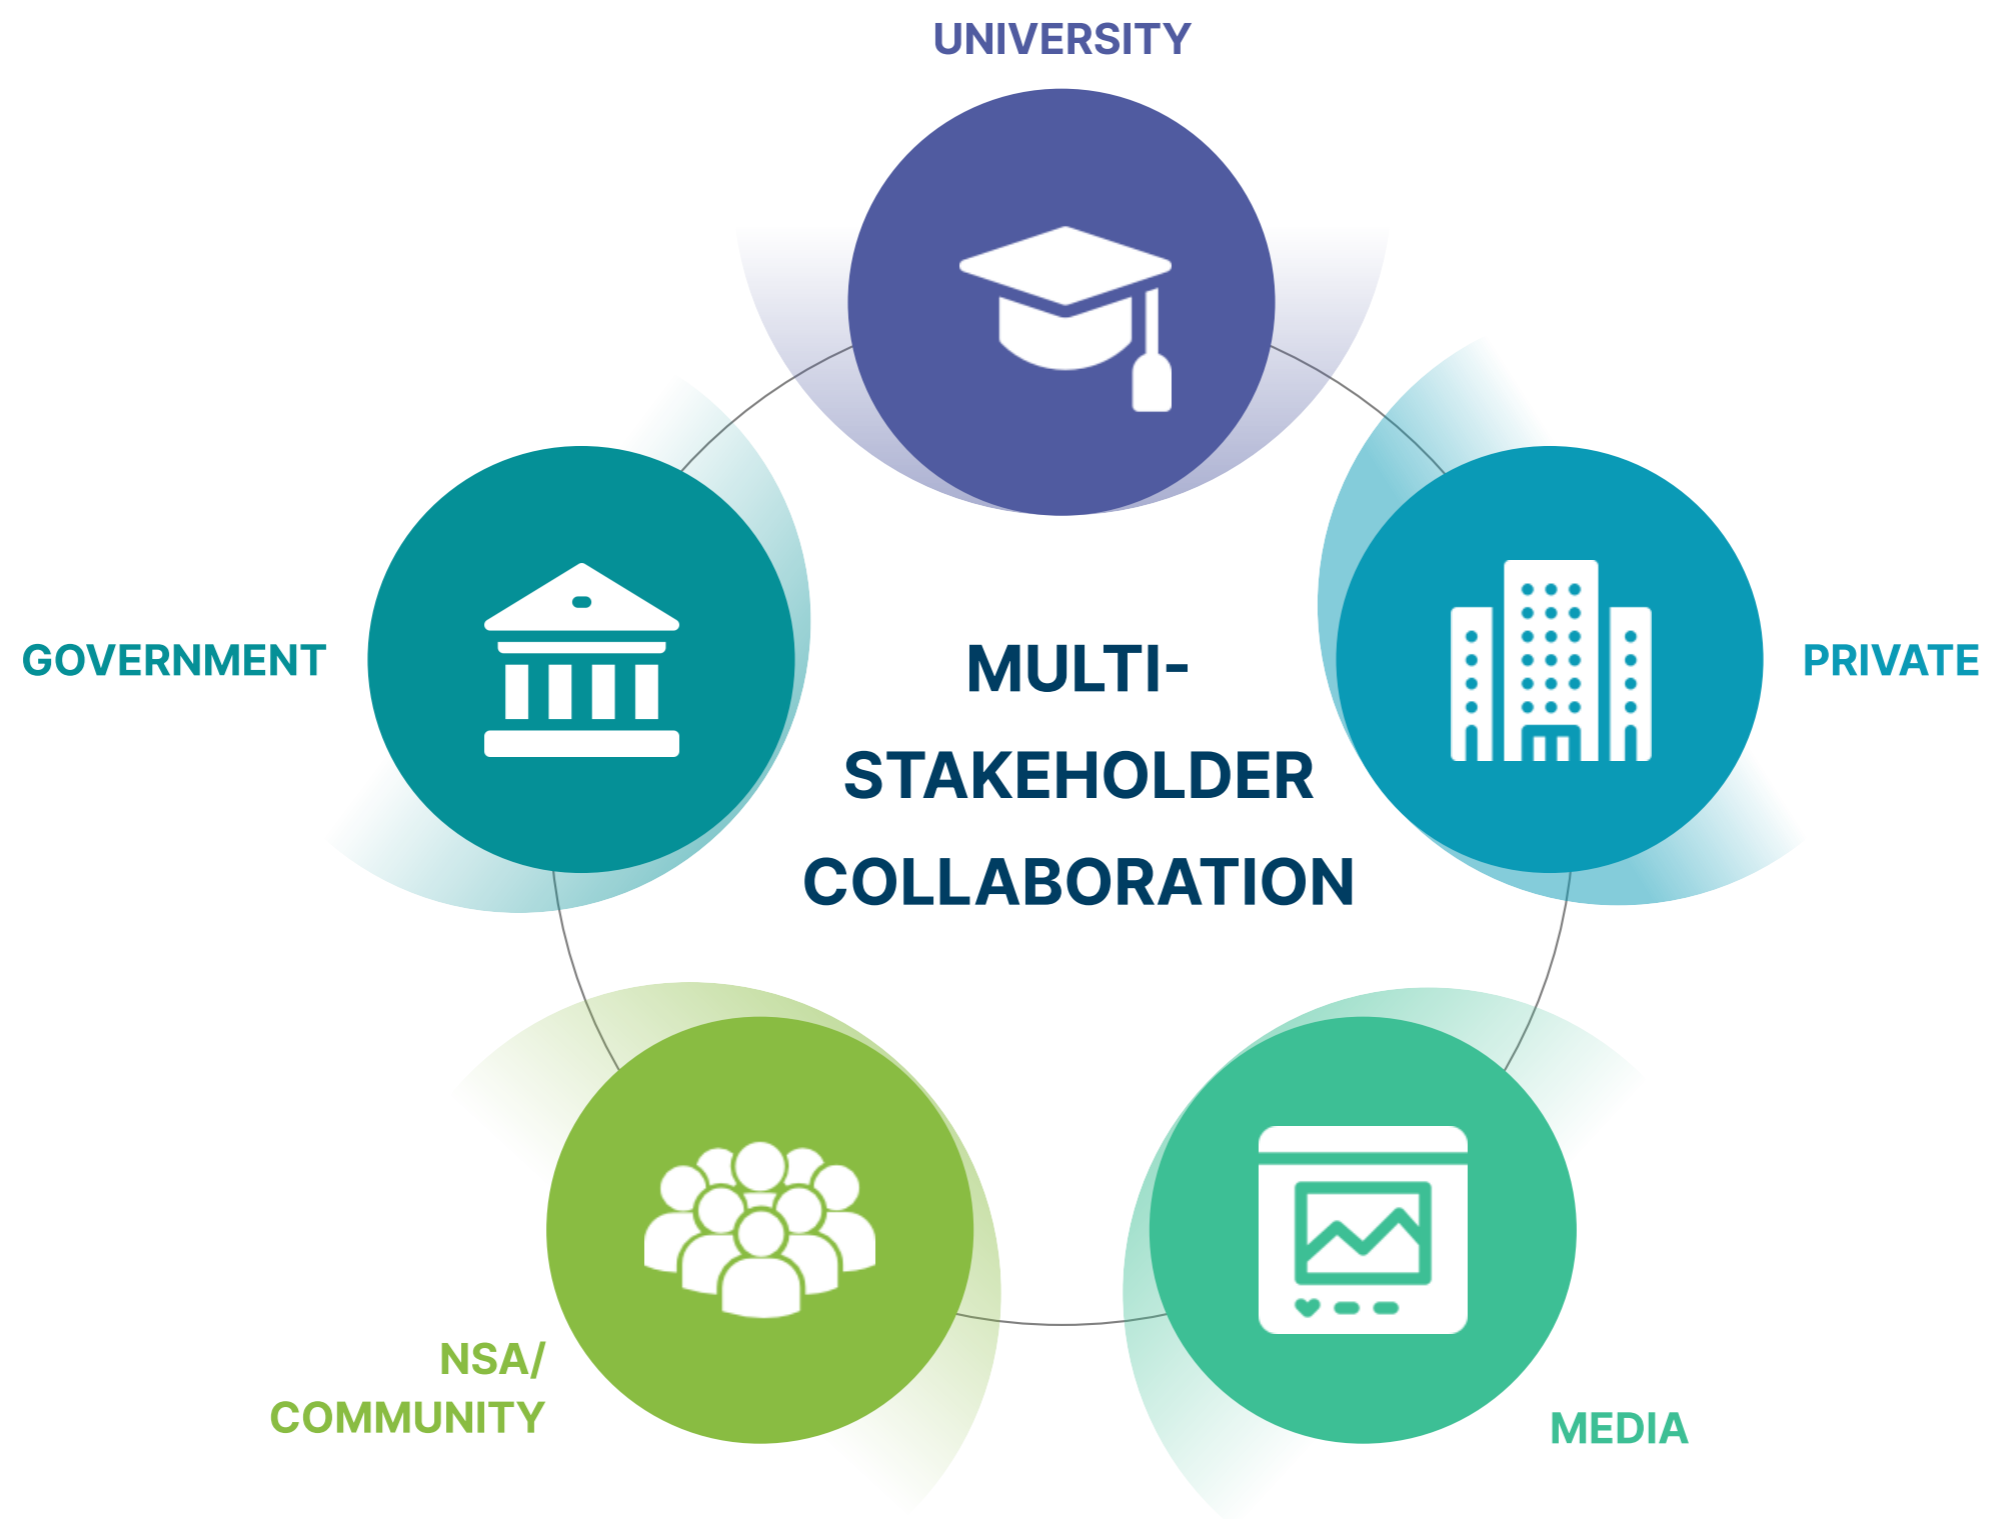 UNIVERSITY
GOVERNMENT
MULTI-
STAKEHOLDER
COLLABORATION
PRIVATE
NSA/
COMMUNITY
MEDIA